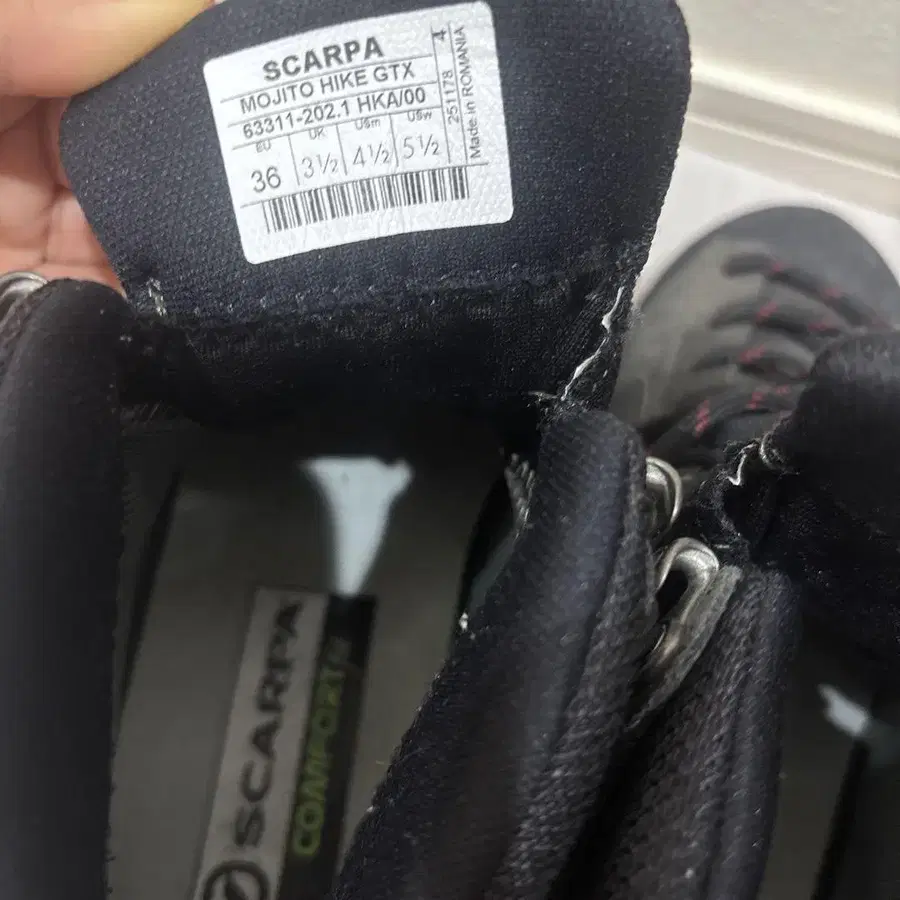 SCARPA
MOJITO HIKE GTX
63311-202.1 HKA/00
EU UK USm USw
36 3½ 4½ 5½
251178 4
Made in ROMANIA
SCARPA
COMFORT